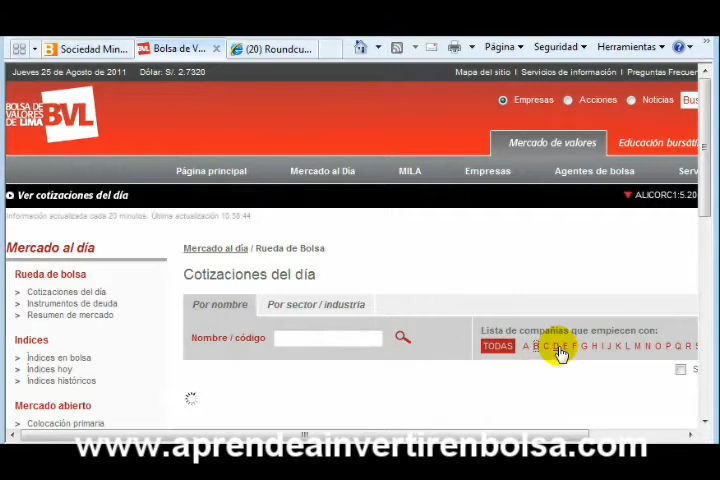 Sociedad Min...
Bolsa de V...
(20) Roundcu...
Página
Seguridad
Herramientas
Jueves 25 de Agosto de 2011
Dólar: S/. 2.7320
Mapa del sitio | Servicios de información | Preguntas Frecuen
BOLSA DE
VALORES
DE LIMA
BVL
Empresas
Acciones
Noticias
Bus
Mercado de valores
Educación bursáti
Página principal
Mercado al Día
MILA
Empresas
Agentes de bolsa
Serv
Ver cotizaciones del día
ALICORC1:5.20
Información actualizada cada 20 minutos. Última actualización 10:58:44
Mercado al día
Mercado al día / Rueda de Bolsa
Rueda de bolsa
> Cotizaciones del día
> Instrumentos de deuda
> Resumen de mercado
Indices
> Índices en bolsa
> Índices hoy
> Índices históricos
Mercado abierto
> Colocación primaria
Cotizaciones del día
Por nombre
Por sector / industria
Nombre / código
Lista de compañias que empiecen con:
TODAS A B C D E F G H I J K L M N O P Q R S
S
www.aprendeainvertirenbolsa.com